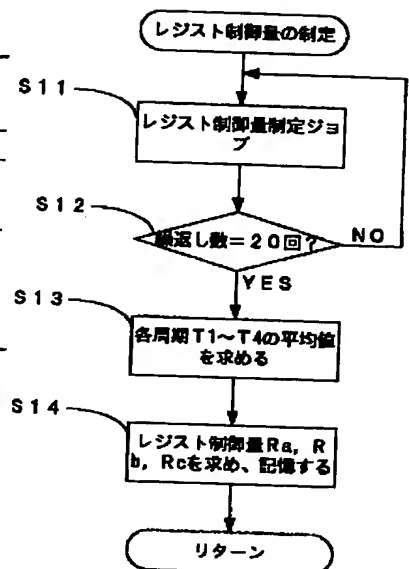 レジスト制御量の制定
S11
レジスト制御量制定ジョ
ブ
S12
繰返し数=20回?
NO
YES
S13
各周期T1~T4の平均値
を求める
S14
レジスト制御量Ra, R
b, Rcを求め、記憶する
リターン